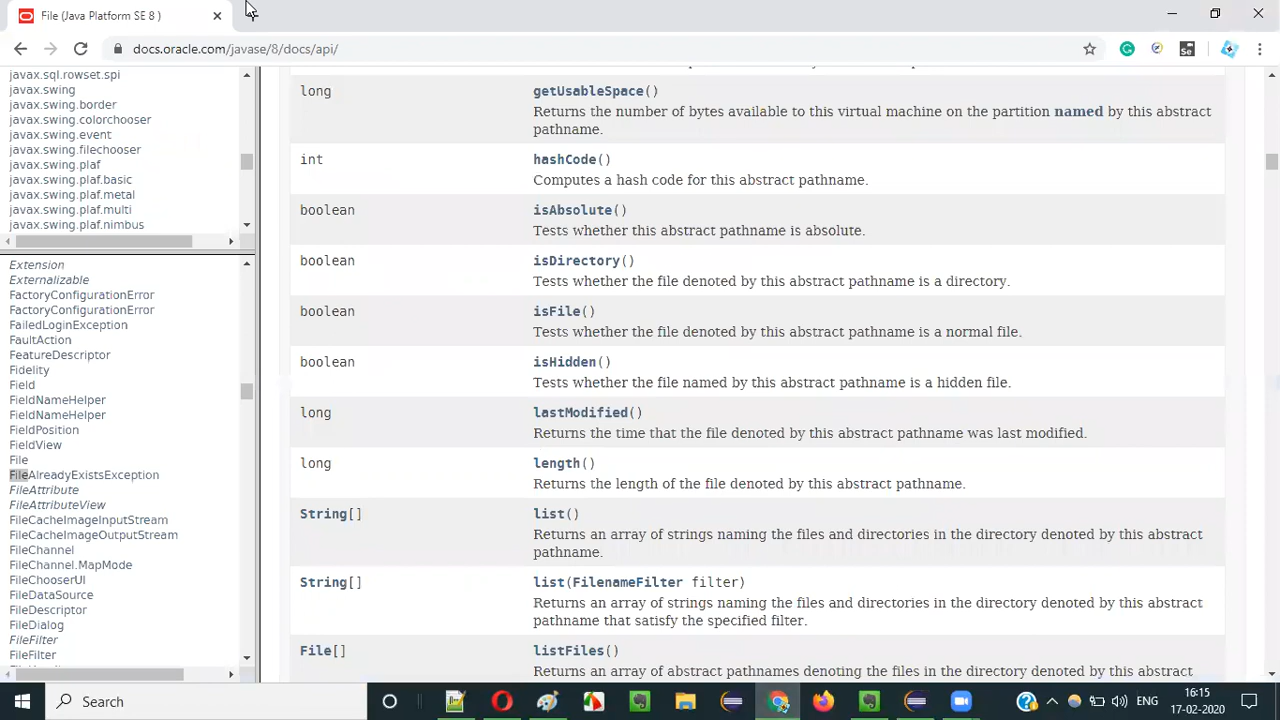 File (Java Platform SE 8 )
docs.oracle.com/javase/8/docs/api/
javax.sql.rowset.spi
javax.swing
javax.swing.border
javax.swing.colorchooser
javax.swing.event
javax.swing.filechooser
javax.swing.plaf
javax.swing.plaf.basic
javax.swing.plaf.metal
javax.swing.plaf.multi
javax.swing.plaf.nimbus
Extension
Externalizable
FactoryConfigurationError
FactoryConfigurationError
FailedLoginException
FaultAction
FeatureDescriptor
Fidelity
Field
FieldNameHelper
FieldNameHelper
FieldPosition
FieldView
File
FileAlreadyExistsException
FileAttribute
FileAttributeView
FileCacheImageInputStream
FileCacheImageOutputStream
FileChannel
FileChannel.MapMode
FileChooserUI
FileDataSource
FileDescriptor
FileDialog
FileFilter
FileFilter
long getUsableSpace()
Returns the number of bytes available to this virtual machine on the partition named by this abstract
pathname.
int hashCode()
Computes a hash code for this abstract pathname.
boolean isAbsolute()
Tests whether this abstract pathname is absolute.
boolean isDirectory()
Tests whether the file denoted by this abstract pathname is a directory.
boolean isFile()
Tests whether the file denoted by this abstract pathname is a normal file.
boolean isHidden()
Tests whether the file named by this abstract pathname is a hidden file.
long lastModified()
Returns the time that the file denoted by this abstract pathname was last modified.
long length()
Returns the length of the file denoted by this abstract pathname.
String[] list()
Returns an array of strings naming the files and directories in the directory denoted by this abstract
pathname.
String[] list(FilenameFilter filter)
Returns an array of strings naming the files and directories in the directory denoted by this abstract
pathname that satisfy the specified filter.
File[] listFiles()
Returns an array of abstract pathnames denoting the files in the directory denoted by this abstract
Search
ENG
16:15
17-02-2020